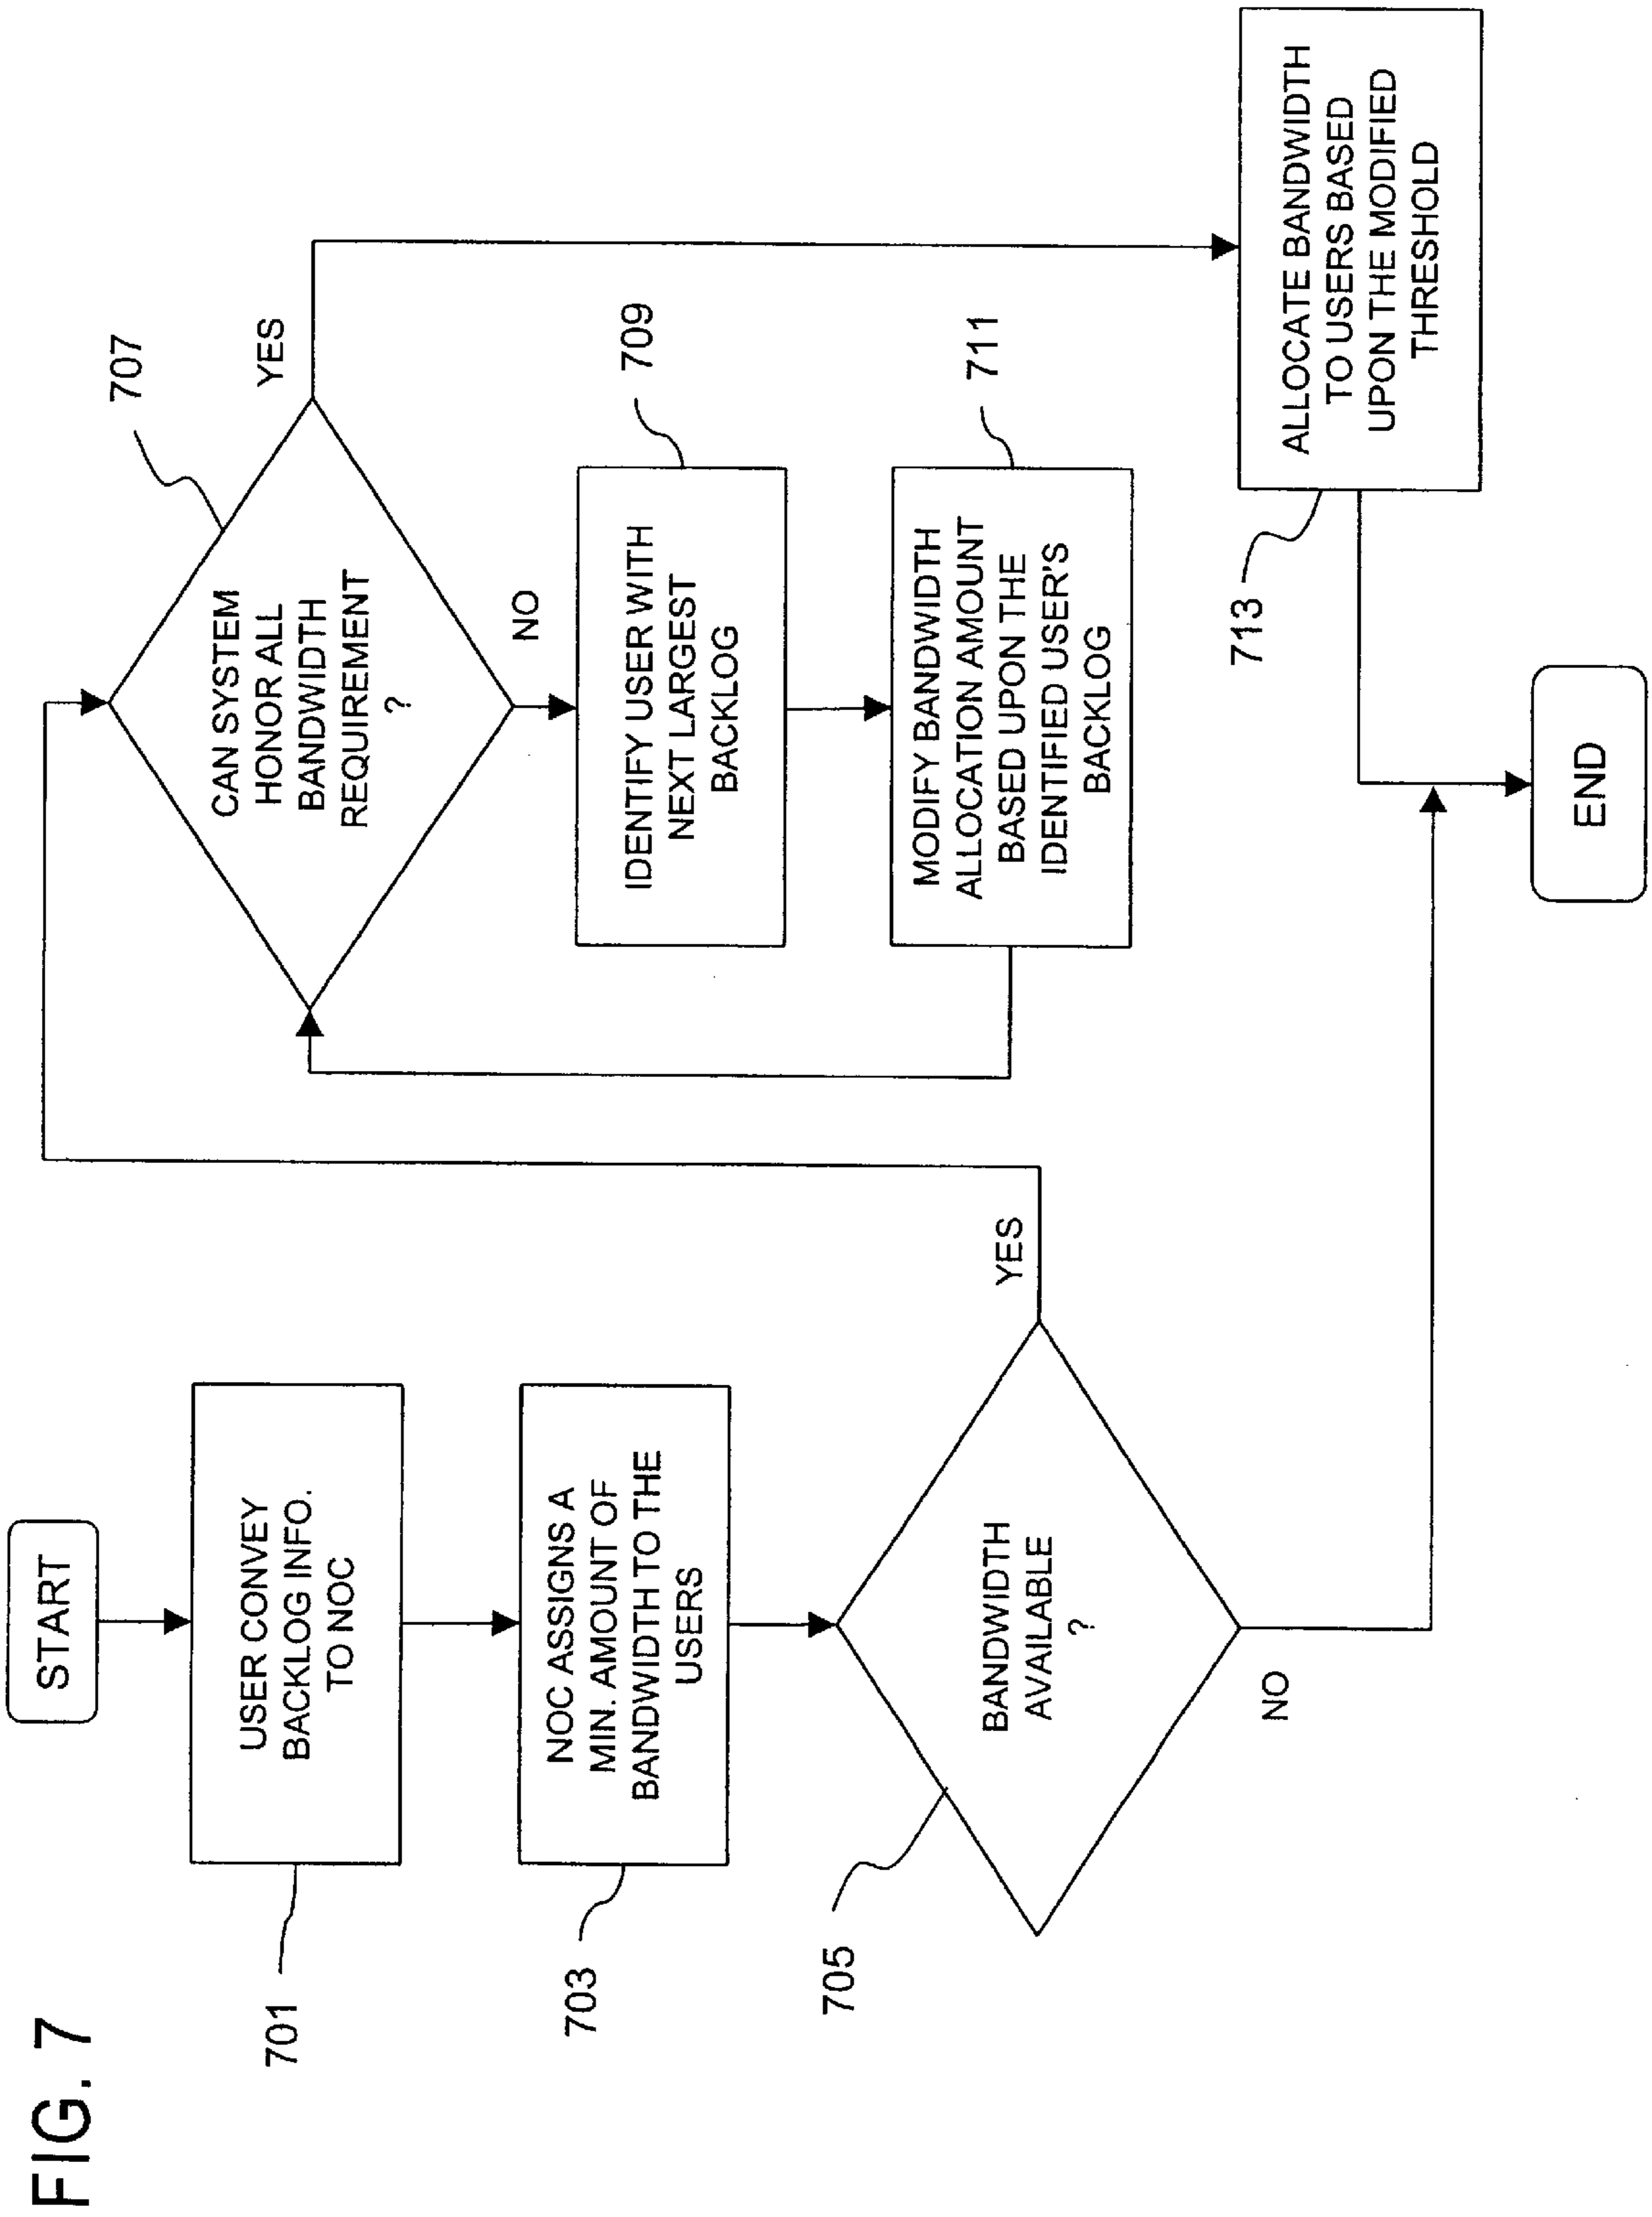 FIG. 7
START
701
USER CONVEY
BACKLOG INFO.
TO NOC
703
NOC ASSIGNS A
MIN. AMOUNT OF
BANDWIDTH TO THE
USERS
705
BANDWIDTH
AVAILABLE
?
YES
NO
707
CAN SYSTEM
HONOR ALL
BANDWIDTH
REQUIREMENT
?
YES
NO
709
IDENTIFY USER WITH
NEXT LARGEST
BACKLOG
711
MODIFY BANDWIDTH
ALLOCATION AMOUNT
BASED UPON THE
IDENTIFIED USER'S
BACKLOG
713
ALLOCATE BANDWIDTH
TO USERS BASED
UPON THE MODIFIED
THRESHOLD
END